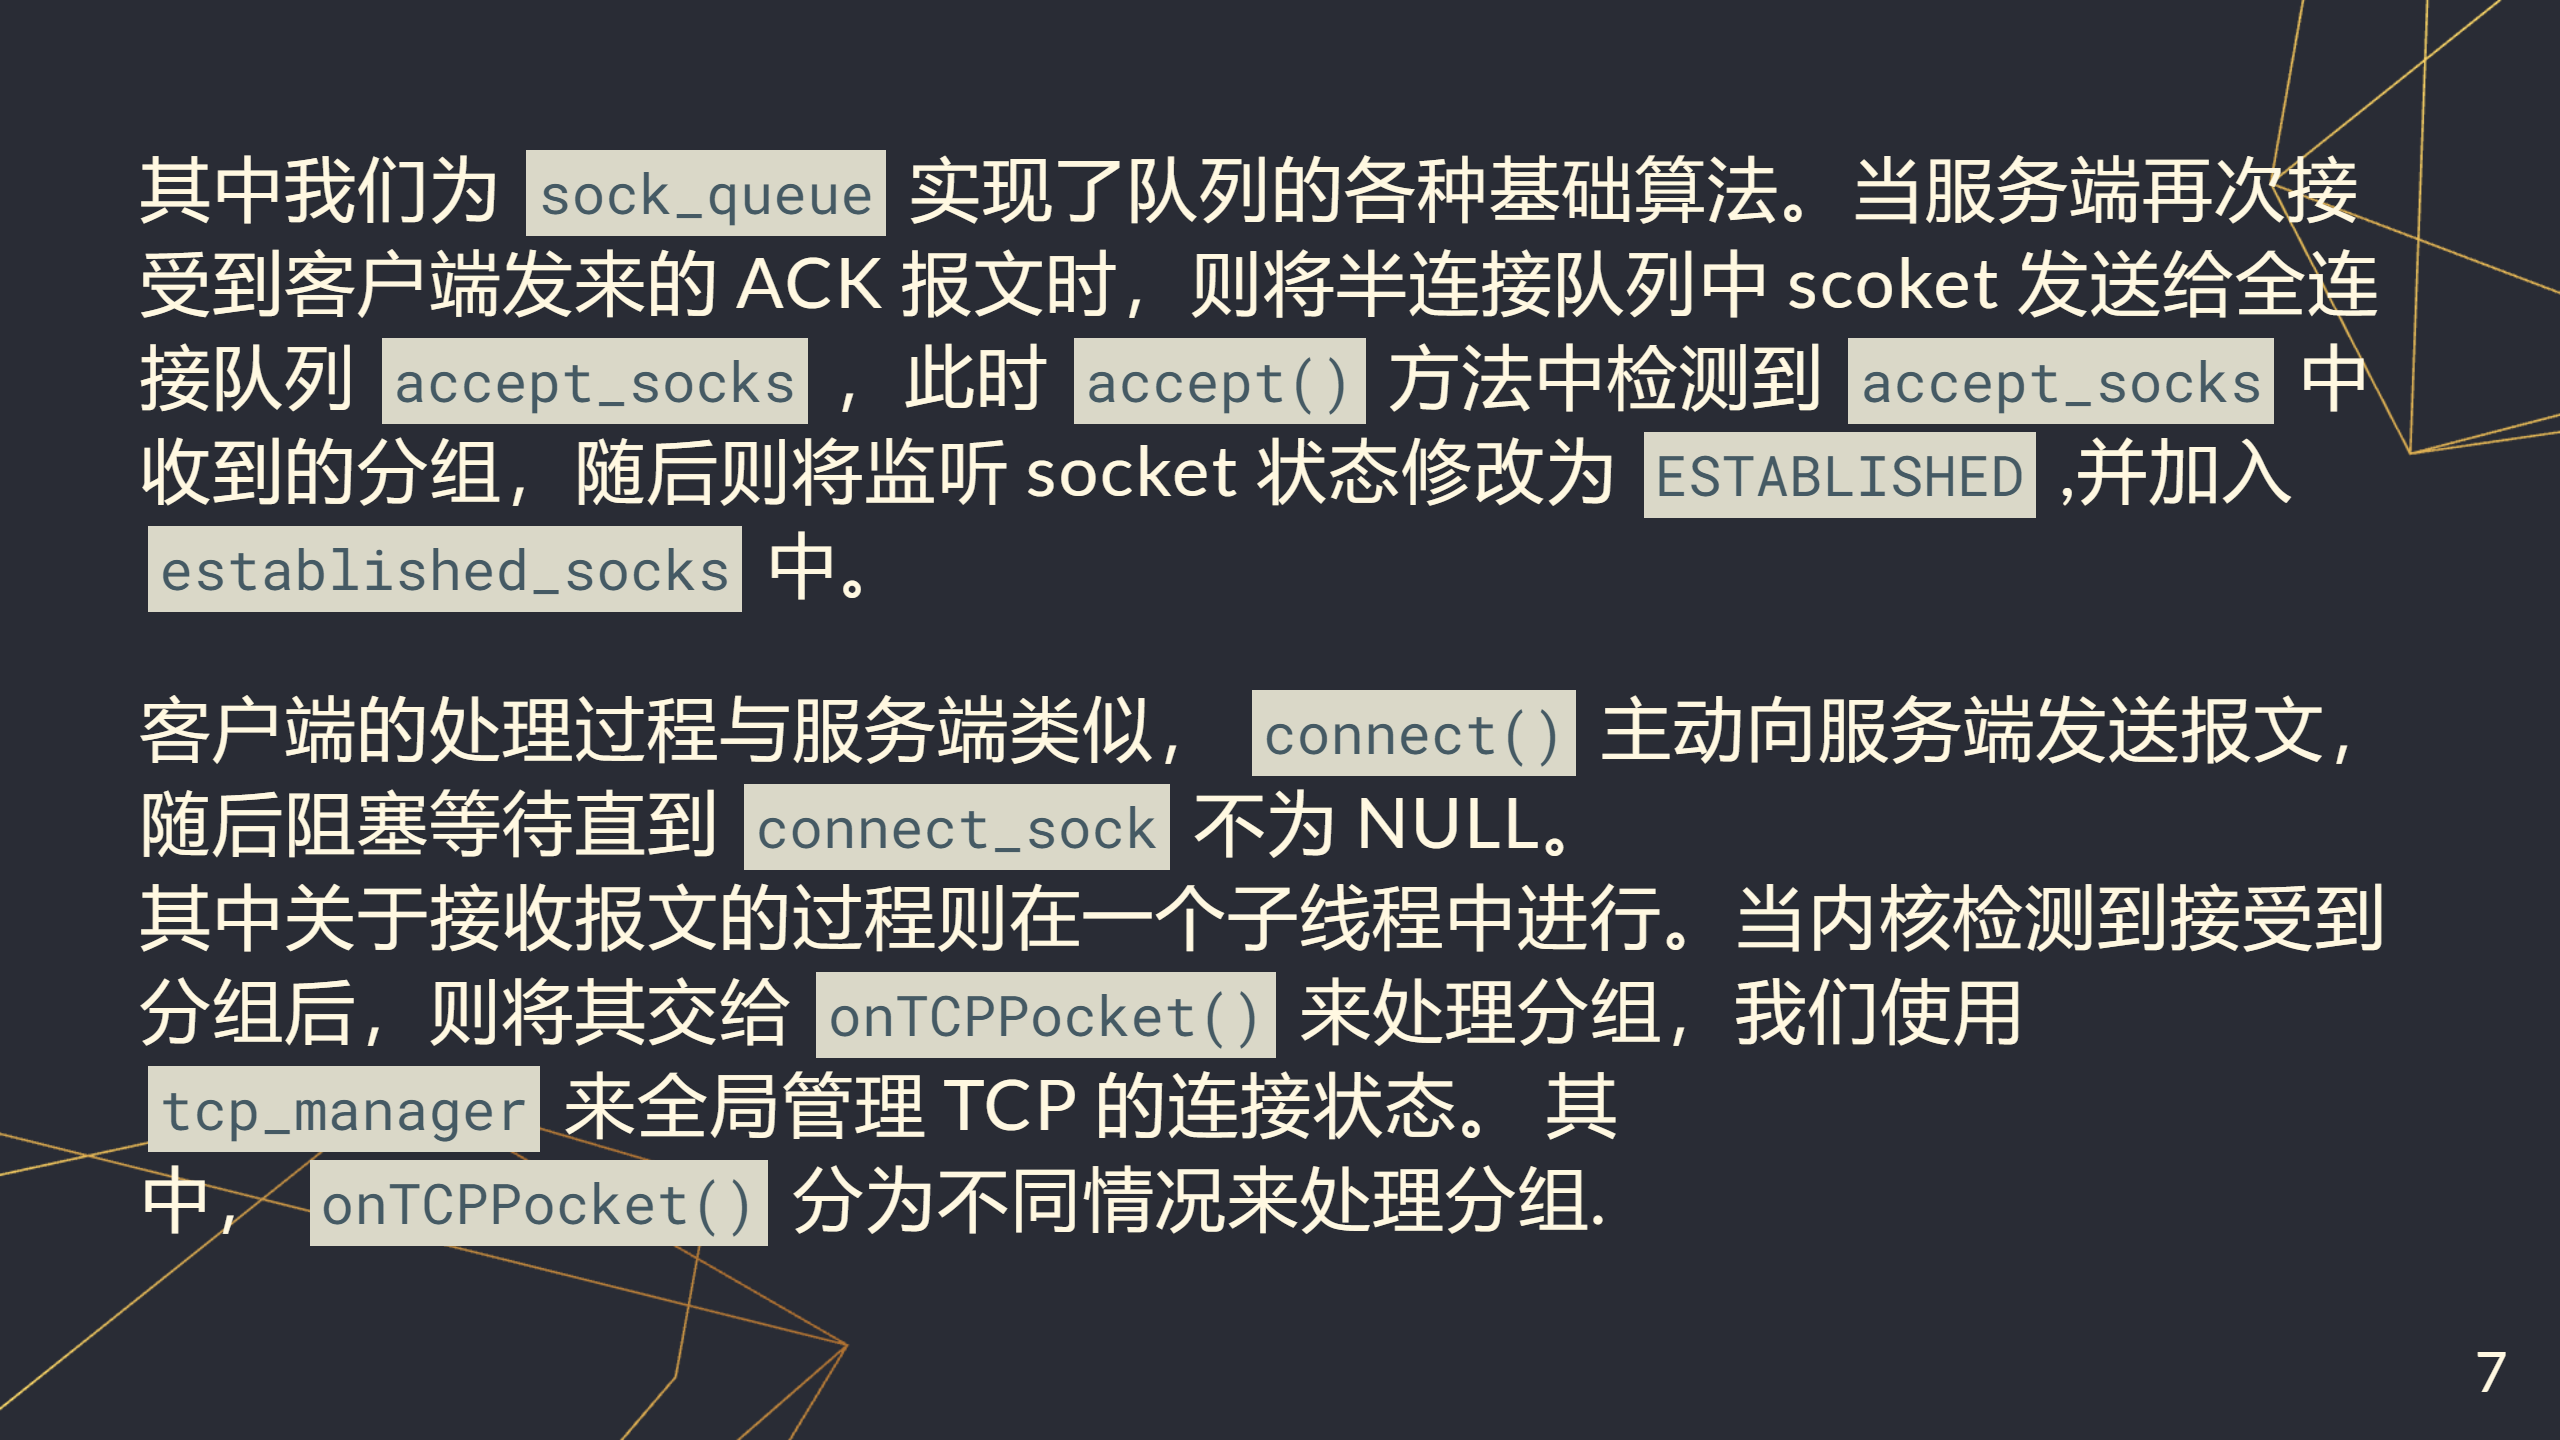 其中我们为 sock_queue 实现了队列的各种基础算法。当服务端再次接
受到客户端发来的 ACK 报文时，则将半连接队列中 scoket 发送给全连
接队列 accept_socks ，此时 accept() 方法中检测到 accept_socks 中
收到的分组，随后则将监听 socket 状态修改为 ESTABLISHED ,并加入
established_socks 中。
客户端的处理过程与服务端类似， connect() 主动向服务端发送报文，
随后阻塞等待直到 connect_sock 不为 NULL。
其中关于接收报文的过程则在一个子线程中进行。当内核检测到接受到
分组后，则将其交给 onTCPPocket() 来处理分组，我们使用
tcp_manager 来全局管理 TCP 的连接状态。 其
中， onTCPPocket() 分为不同情况来处理分组.
7